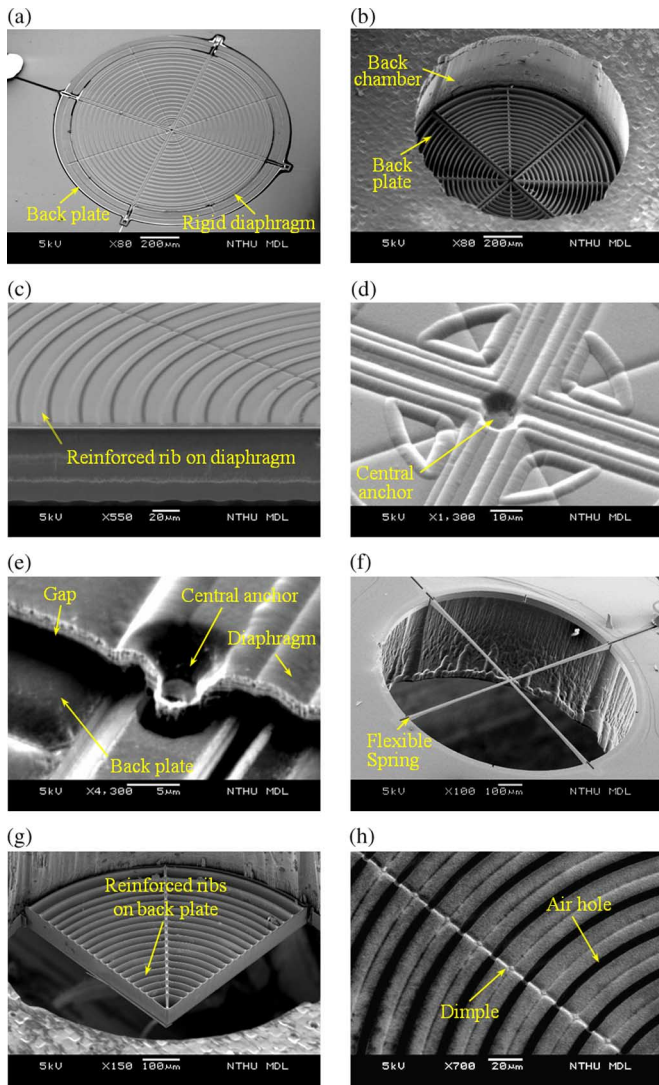 (a)
Back plate
Rigid diaphragm
5kV X80 200μm NTHU MDL
(b)
Back
chamber
Back
plate
5kV X80 200μm NTHU MDL
(c)
Reinforced rib on diaphragm
5kV X550 20μm NTHU MDL
(d)
Central
anchor
5kV X1,300 10μm NTHU MDL
(e)
Gap
Central anchor
Diaphragm
Back plate
5kV X4,300 5μm NTHU MDL
(f)
Flexible
Spring
5kV X100 100μm NTHU MDL
(g)
Reinforced ribs
on back plate
5kV X150 100μm NTHU MDL
(h)
Air hole
Dimple
5kV X700 20μm NTHU MDL